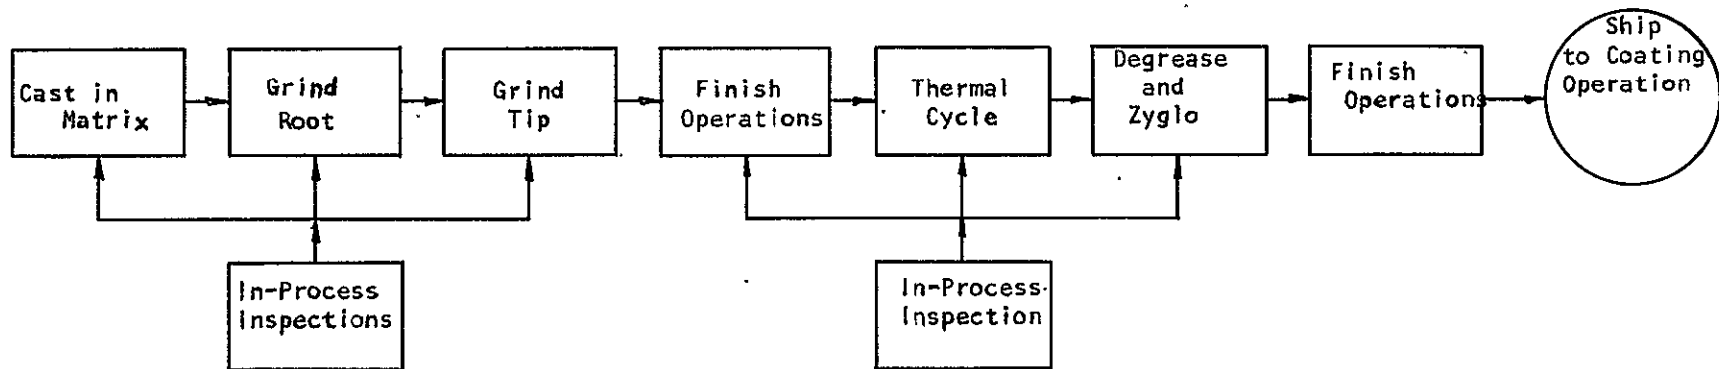 Cast in
Matrix
Grind
Root
Grind
Tip
Finish
Operations
Thermal
Cycle
Degrease
and
Zyglo
Finish
Operations
Ship
to Coating
Operation
In-Process
Inspections
In-Process
Inspection